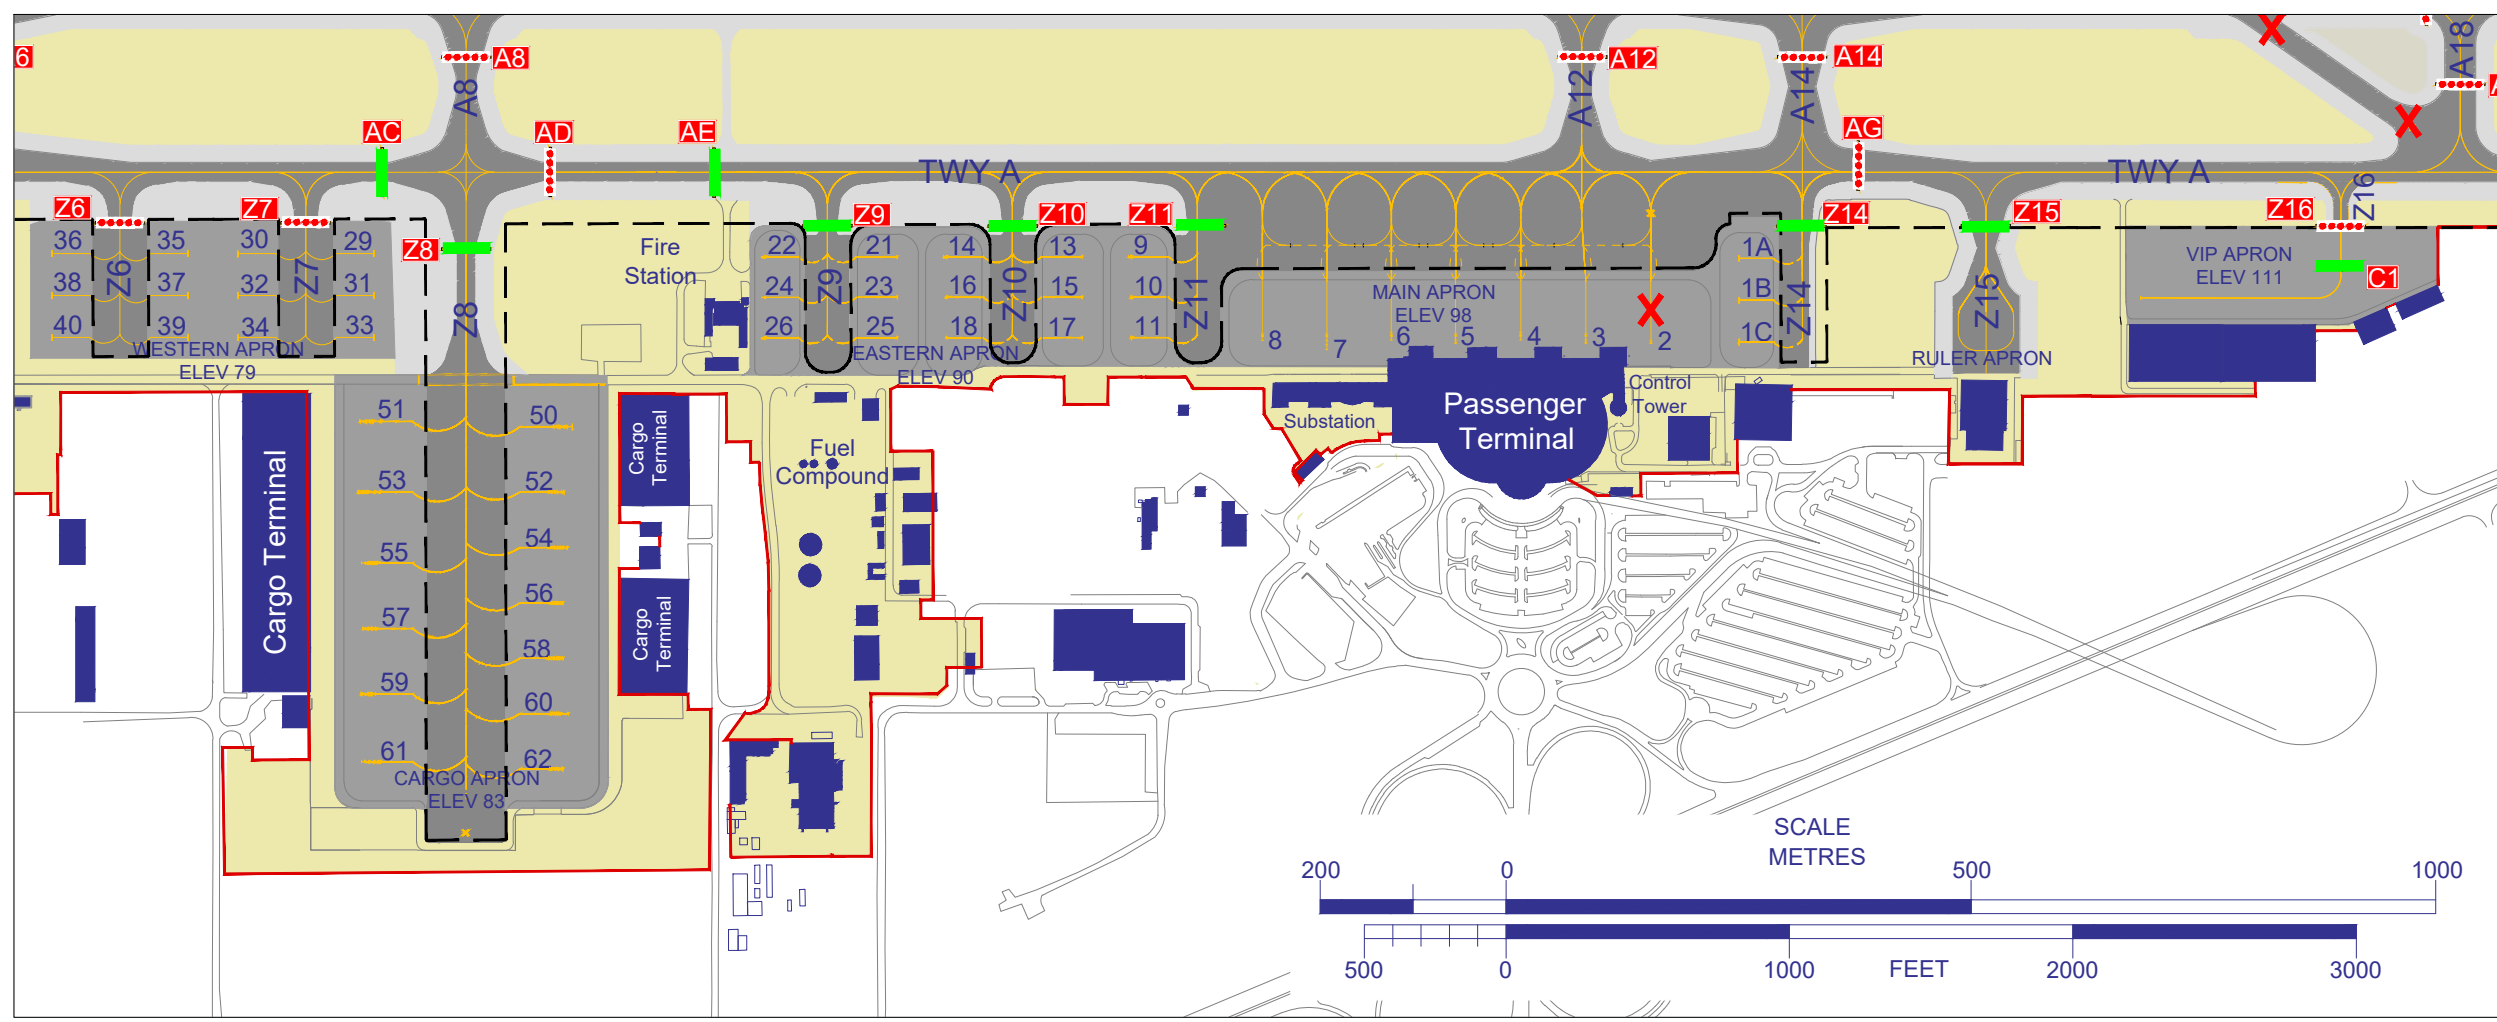 6
A8
A8
A12
A12
A14
A14
A18
AC
AD
AE
AG
TWY A
TWY A
Z6
Z7
Z8
Z9
Z10
Z11
Z14
Z15
Z16
Z16
36
35
30
29
38
37
32
31
40
39
34
33
Z6
Z7
Z8
WESTERN APRON
ELEV 79
Fire
Station
22
21
14
13
9
24
23
16
15
10
26
25
18
17
11
Z9
Z10
Z11
EASTERN APRON
ELEV 90
MAIN APRON
ELEV 98
8
7
6
5
4
3
2
1A
1B
1C
Z14
Z15
RULER APRON
VIP APRON
ELEV 111
C1
Control
Tower
Substation
Passenger
Terminal
Cargo Terminal
51
50
53
52
55
54
57
56
59
58
61
60
62
CARGO APRON
ELEV 83
Cargo
Terminal
Cargo
Terminal
Fuel
Compound
SCALE
METRES
200
0
500
1000
500
0
1000
FEET
2000
3000